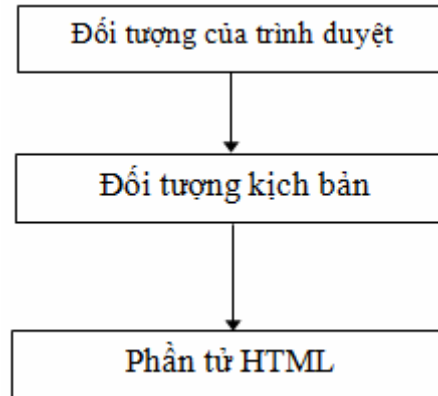 Đối tượng của trình duyệt
Đối tượng kịch bản
Phần tử HTML